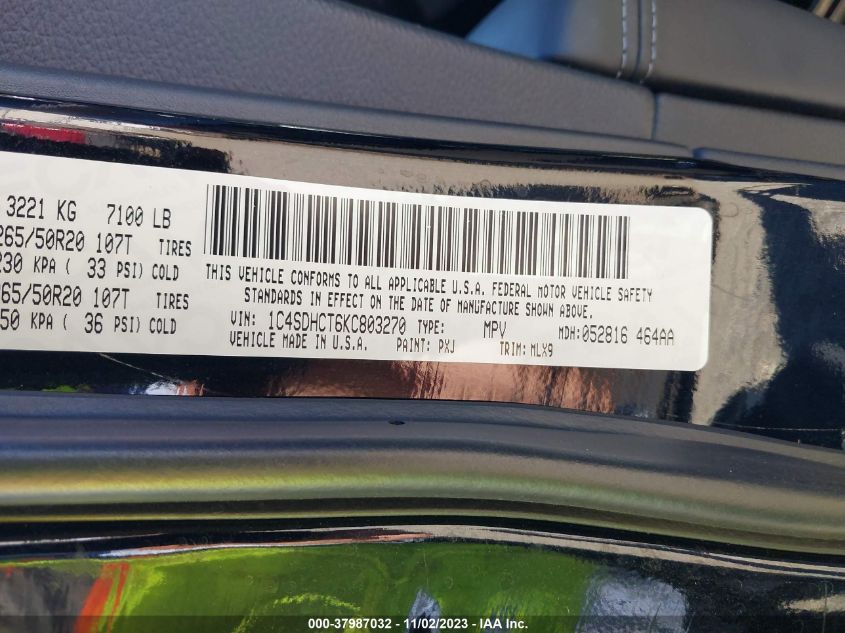 3221 KG 7100 LB
265/50R20 107T TIRES
230 KPA ( 33 PSI) COLD
265/50R20 107T TIRES
50 KPA ( 36 PSI) COLD
THIS VEHICLE CONFORMS TO ALL APPLICABLE U.S.A. FEDERAL MOTOR VEHICLE SAFETY
STANDARDS IN EFFECT ON THE DATE OF MANUFACTURE SHOWN ABOVE.
VIN: 1C4SDHCT6KC803270 TYPE: MPV MDH:052816 464AA
VEHICLE MADE IN U.S.A. PAINT: PXJ TRIM: MLX9
000-37987032 - 11/02/2023 - IAA Inc.